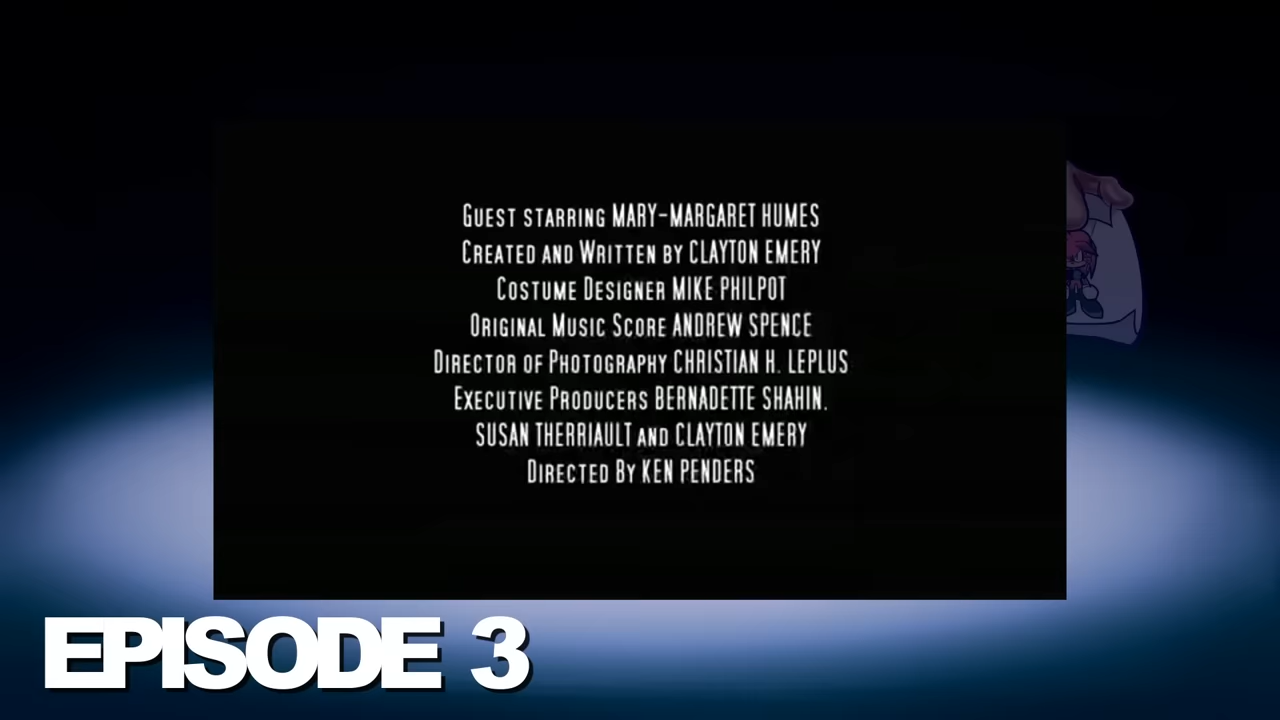 Guest starring MARY-MARGARET HUMES
Created and Written by CLAYTON EMERY
Costume Designer MIKE PHILPOT
Original Music Score ANDREW SPENCE
Director of Photography CHRISTIAN H. LEPLUS
Executive Producers BERNADETTE SHAHIN.
SUSAN THERRIAULT and CLAYTON EMERY
Directed By KEN PENDERS
EPISODE 3